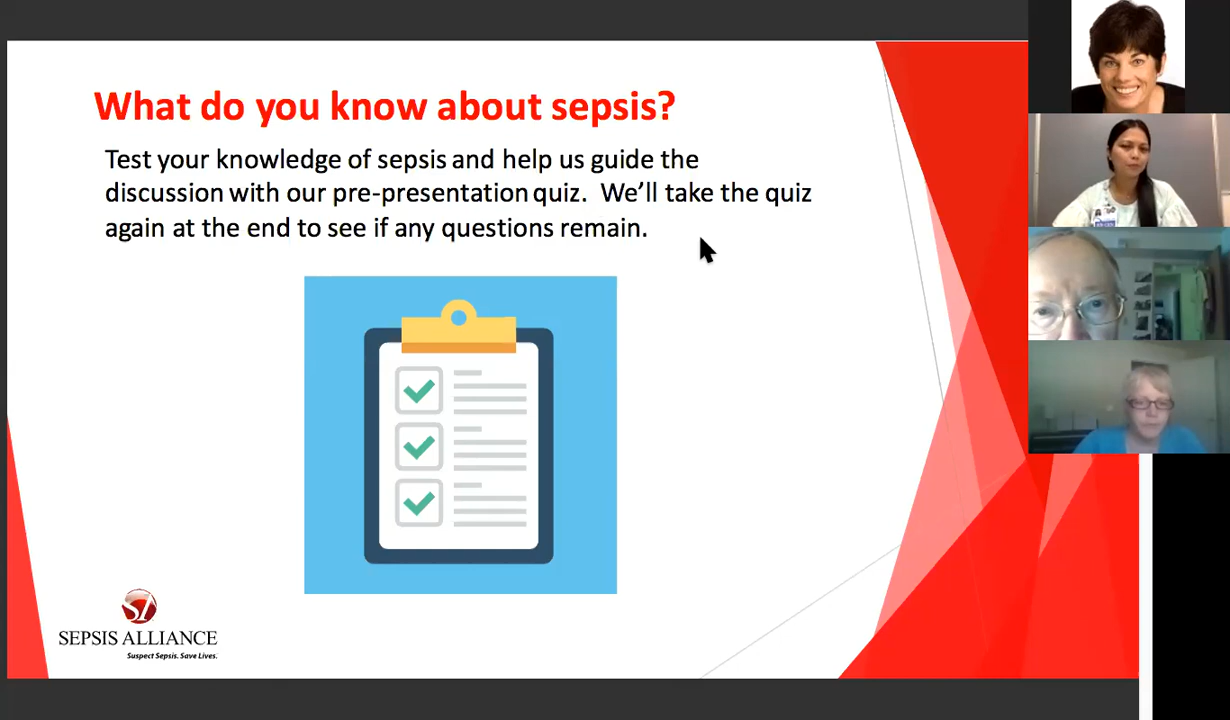 What do you know about sepsis?
Test your knowledge of sepsis and help us guide the
discussion with our pre-presentation quiz.  We’ll take the quiz
again at the end to see if any questions remain.
SEPSIS ALLIANCE
Suspect Sepsis. Save Lives.